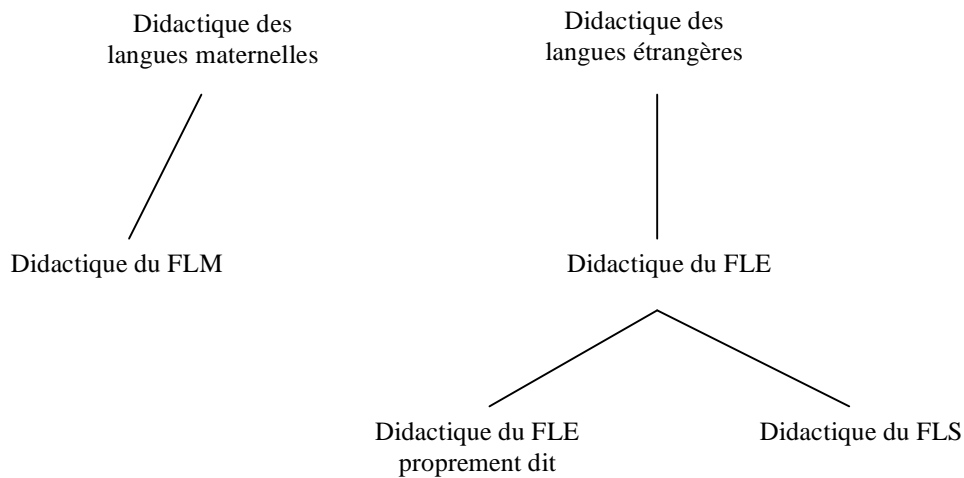 Didactique des
langues maternelles
Didactique des
langues étrangères
Didactique du FLM
Didactique du FLE
Didactique du FLE
proprement dit
Didactique du FLS